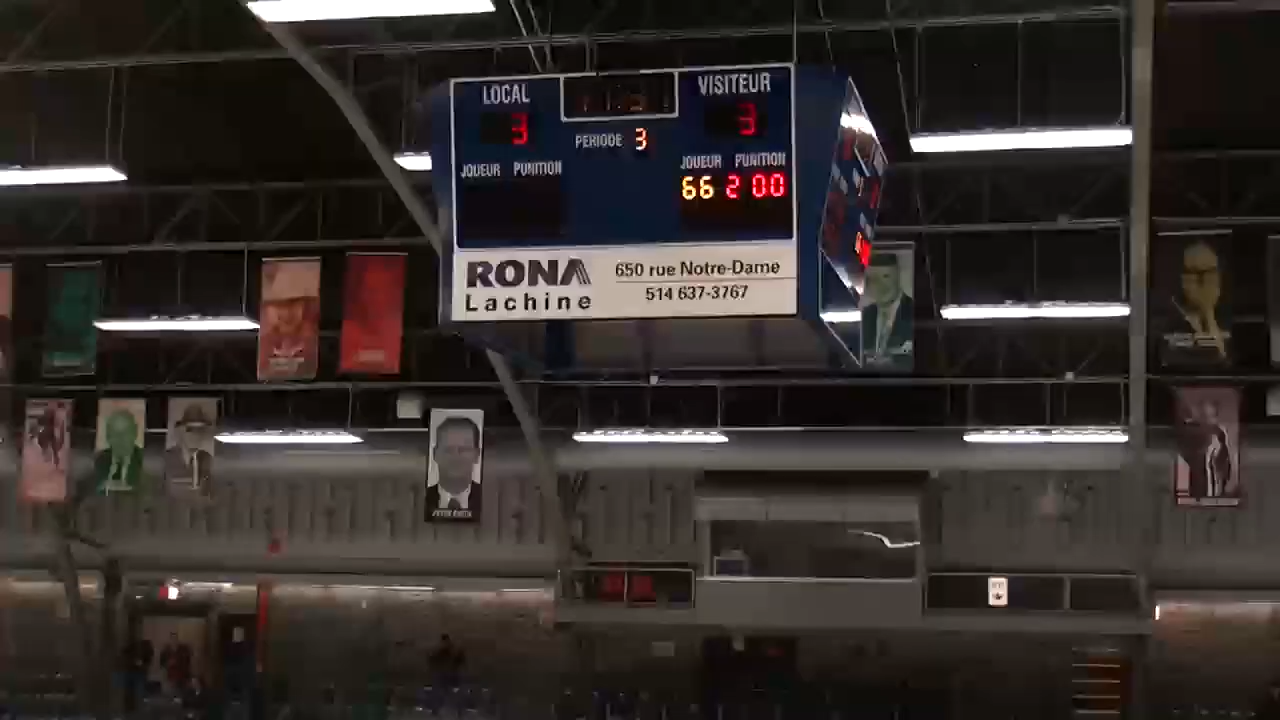 LOCAL
VISITEUR
3
3
PERIODE 3
JOUEUR PUNITION
JOUEUR PUNITION
66 2 00
RONA
Lachine
650 rue Notre-Dame
514 637-3767